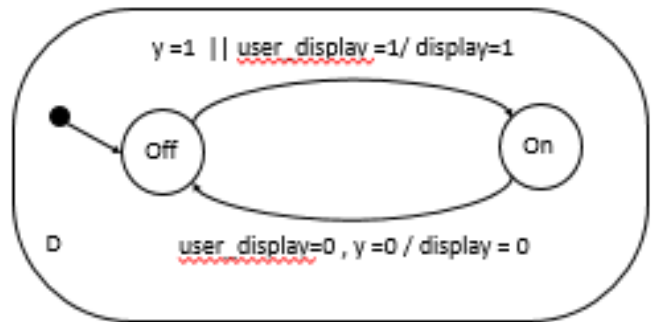 y =1 || user_display =1/ display=1
Off
On
D
user_display=0 , y =0 / display = 0